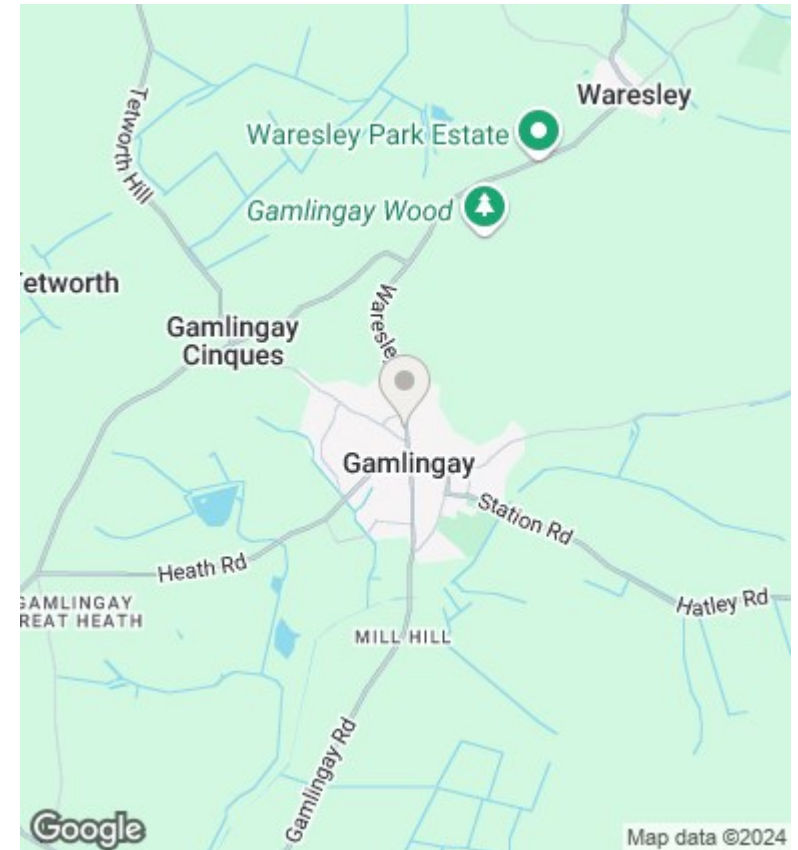 Waresley
Waresley Park Estate
Tetworth Hill
Gamlingay Wood
etworth
Gamlingay
Cinques
Waresley
Gamlingay
Station Rd
Heath Rd
Hatley Rd
GAMLINGAY
REAT HEATH
MILL HILL
Gamlingay Rd
Google
Map data ©2024